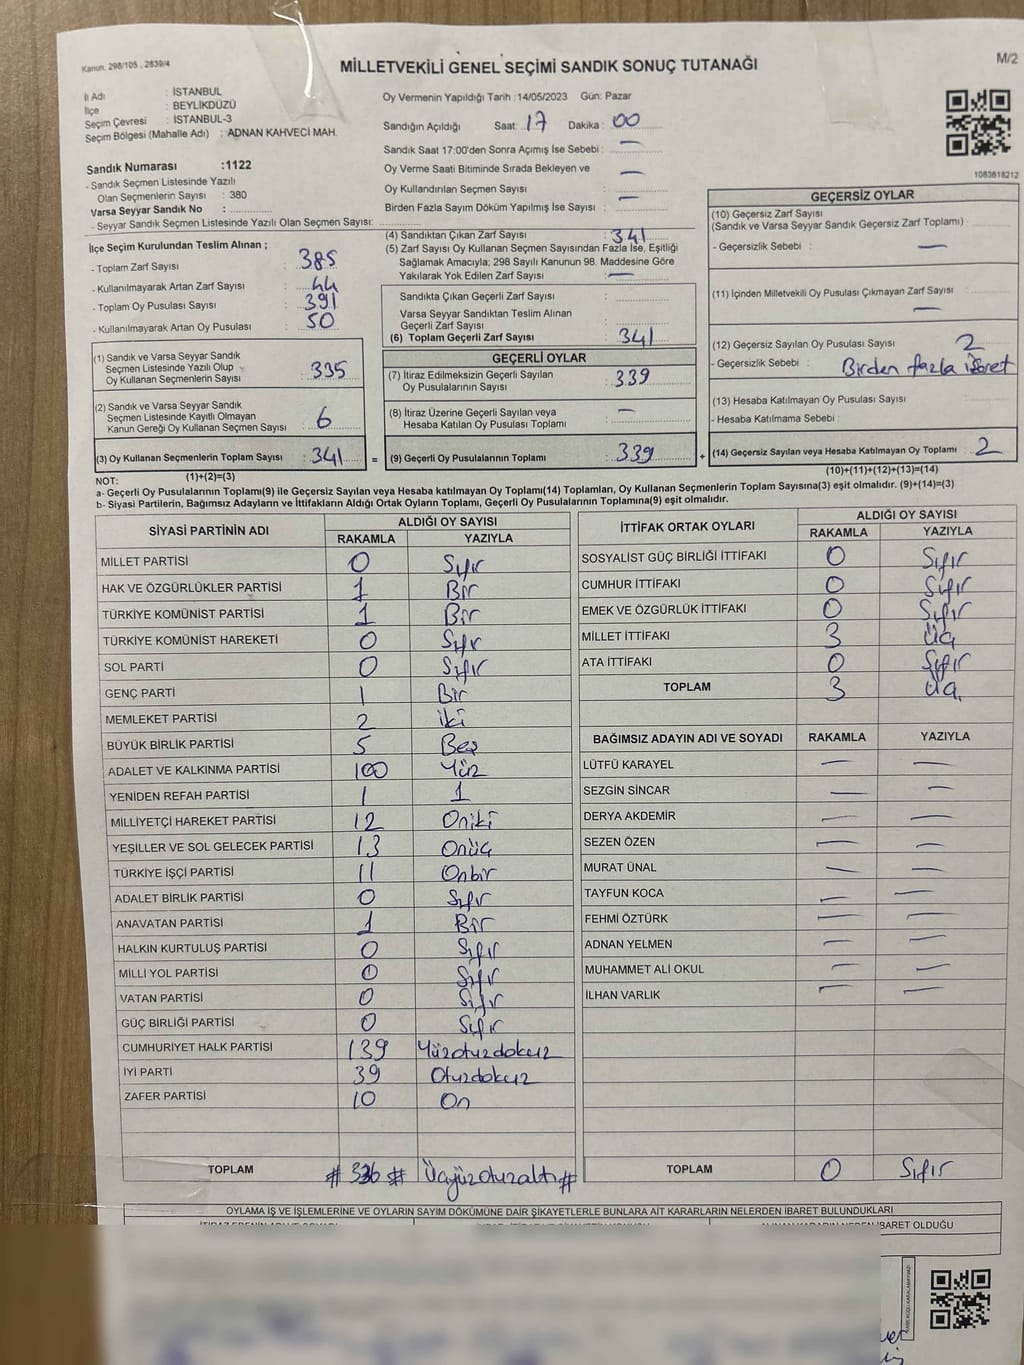 Kanun. 298/105 , 2839/4
MİLLETVEKİLİ GENEL SEÇİMİ SANDIK SONUÇ TUTANAĞI
M/2
İl Adı : İSTANBUL
İlçe : BEYLİKDÜZÜ
Seçim Çevresi : İSTANBUL-3
Seçim Bölgesi (Mahalle Adı) : ADNAN KAHVECİ MAH.
Sandık Numarası :1122
- Sandık Seçmen Listesinde Yazılı
Olan Seçmenlerin Sayısı : 380
Varsa Seyyar Sandık No :
- Seyyar Sandık Seçmen Listesinde Yazılı Olan Seçmen Sayısı:
İlçe Seçim Kurulundan Teslim Alınan ;
- Toplam Zarf Sayısı : 385
- Kullanılmayarak Artan Zarf Sayısı : 44
- Toplam Oy Pusulası Sayısı : 391
- Kullanılmayarak Artan Oy Pusulası : 50
(1) Sandık ve Varsa Seyyar Sandık
Seçmen Listesinde Yazılı Olup
Oy Kullanan Seçmenlerin Sayısı : 335
(2) Sandık ve Varsa Seyyar Sandık
Seçmen Listesinde Kayıtlı Olmayan
Kanun Gereği Oy Kullanan Seçmen Sayısı : 6
(3) Oy Kullanan Seçmenlerin Toplam Sayısı : 341 =
(1)+(2)=(3)
Oy Vermenin Yapıldığı Tarih :14/05/2023 Gün: Pazar
Sandığın Açıldığı Saat: 17 Dakika : 00
Sandık Saat 17:00'den Sonra Açımış İse Sebebi : —
Oy Verme Saati Bitiminde Sırada Bekleyen ve
Oy Kullandırılan Seçmen Sayısı : —
Birden Fazla Sayım Döküm Yapılmış İse Sayısı : —
(4) Sandıktan Çıkan Zarf Sayısı : 341
(5) Zarf Sayısı Oy Kullanan Seçmen Sayısından Fazla İse, Eşitliği
Sağlamak Amacıyla; 298 Sayılı Kanunun 98. Maddesine Göre
Yakılarak Yok Edilen Zarf Sayısı : —
Sandıkta Çıkan Geçerli Zarf Sayısı :
Varsa Seyyar Sandıktan Teslim Alınan
Geçerli Zarf Sayısı :
(6) Toplam Geçerli Zarf Sayısı : 341
GEÇERLİ OYLAR
(7) İtiraz Edilmeksizin Geçerli Sayılan
Oy Pusulalarının Sayısı : 339
(8) İtiraz Üzerine Geçerli Sayılan veya
Hesaba Katılan Oy Pusulası Toplamı : —
(9) Geçerli Oy Pusulalarının Toplamı : 339 +
1083618212
GEÇERSİZ OYLAR
(10) Geçersiz Zarf Sayısı
(Sandık ve Varsa Seyyar Sandık Geçersiz Zarf Toplamı) :
- Geçersizlik Sebebi : —
(11) İçinden Milletvekili Oy Pusulası Çıkmayan Zarf Sayısı : —
(12) Geçersiz Sayılan Oy Pusulası Sayısı : 2
- Geçersizlik Sebebi : Birden fazla işaret
(13) Hesaba Katılmayan Oy Pusulası Sayısı :
- Hesaba Katılmama Sebebi :
(14) Geçersiz Sayılan veya Hesaba Katılmayan Oy Toplamı : 2
(10)+(11)+(12)+(13)=(14)
NOT:
a- Geçerli Oy Pusulalarının Toplamı(9) ile Geçersiz Sayılan veya Hesaba katılmayan Oy Toplamı(14) Toplamları, Oy Kullanan Seçmenlerin Toplam Sayısına(3) eşit olmalıdır. (9)+(14)=(3)
b- Siyasi Partilerin, Bağımsız Adayların ve İttifakların Aldığı Ortak Oyların Toplamı, Geçerli Oy Pusulalarının Toplamına(9) eşit olmalıdır.
SİYASİ PARTİNİN ADI ALDIĞI OY SAYISI
RAKAMLA YAZIYLA
MİLLET PARTİSİ 0 Sıfır
HAK VE ÖZGÜRLÜKLER PARTİSİ 1 Bir
TÜRKİYE KOMÜNİST PARTİSİ 1 Bir
TÜRKİYE KOMÜNİST HAREKETİ 0 Sıfır
SOL PARTİ 0 Sıfır
GENÇ PARTİ 1 Bir
MEMLEKET PARTİSİ 2 İki
BÜYÜK BİRLİK PARTİSİ 5 Beş
ADALET VE KALKINMA PARTİSİ 100 Yüz
YENİDEN REFAH PARTİSİ 1 1
MİLLİYETÇİ HAREKET PARTİSİ 12 Oniki
YEŞİLLER VE SOL GELECEK PARTİSİ 13 Onüç
TÜRKİYE İŞÇİ PARTİSİ 11 Onbir
ADALET BİRLİK PARTİSİ 0 Sıfır
ANAVATAN PARTİSİ 1 Bir
HALKIN KURTULUŞ PARTİSİ 0 Sıfır
MİLLİ YOL PARTİSİ 0 Sıfır
VATAN PARTİSİ 0 Sıfır
GÜÇ BİRLİĞİ PARTİSİ 0 Sıfır
CUMHURİYET HALK PARTİSİ 139 Yüzotuzdokuz
İYİ PARTİ 39 Otuzdokuz
ZAFER PARTİSİ 10 On
TOPLAM # 336 # Üçyüzotuzaltı #
İTTİFAK ORTAK OYLARI ALDIĞI OY SAYISI
RAKAMLA YAZIYLA
SOSYALİST GÜÇ BİRLİĞİ İTTİFAKI 0 Sıfır
CUMHUR İTTİFAKI 0 Sıfır
EMEK VE ÖZGÜRLÜK İTTİFAKI 0 Sıfır
MİLLET İTTİFAKI 3 Üç
ATA İTTİFAKI 0 Sıfır
TOPLAM 3 Üç
BAĞIMSIZ ADAYIN ADI VE SOYADI RAKAMLA YAZIYLA
LÜTFÜ KARAYEL — —
SEZGİN SİNCAR — —
DERYA AKDEMİR — —
SEZEN ÖZEN — —
MURAT ÜNAL — —
TAYFUN KOCA — —
FEHMİ ÖZTÜRK — —
ADNAN YELMEN — —
MUHAMMET ALİ OKUL — —
İLHAN VARLIK — —
TOPLAM 0 Sıfır
OYLAMA İŞ VE İŞLEMLERİNE VE OYLARIN SAYIM DÖKÜMÜNE DAİR ŞİKAYETLERLE BUNLARA AİT KARARLARIN NELERDEN İBARET BULUNDUKLARI
İBARET OLDUĞU